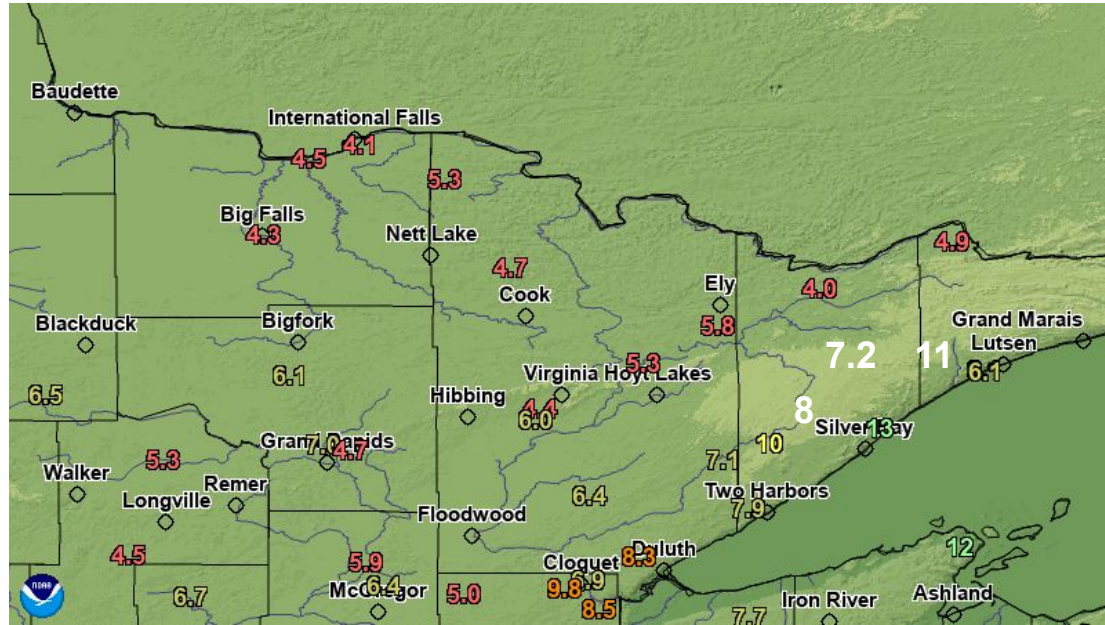 Baudette
International Falls
4.1
4.5
5.3
Big Falls
4.3
Nett Lake
4.9
4.7
Ely
4.0
Cook
5.8
Grand Marais
Blackduck
Bigfork
Lutsen
7.2
11
5.3
6.1
6.1
Virginia Hoyt Lakes
6.5
Hibbing
4.4
6.0
8
13
Silver Bay
Grand Rapids
7.0
4.7
10
5.3
7.1
Walker
Remer
Longville
6.4
Two Harbors
7.9
Floodwood
4.5
5.9
Cloquet
8.3
Duluth
12
6.4
6.9
9.8
McGregor
5.0
8.5
6.7
7.7
Iron River
Ashland
NOAA